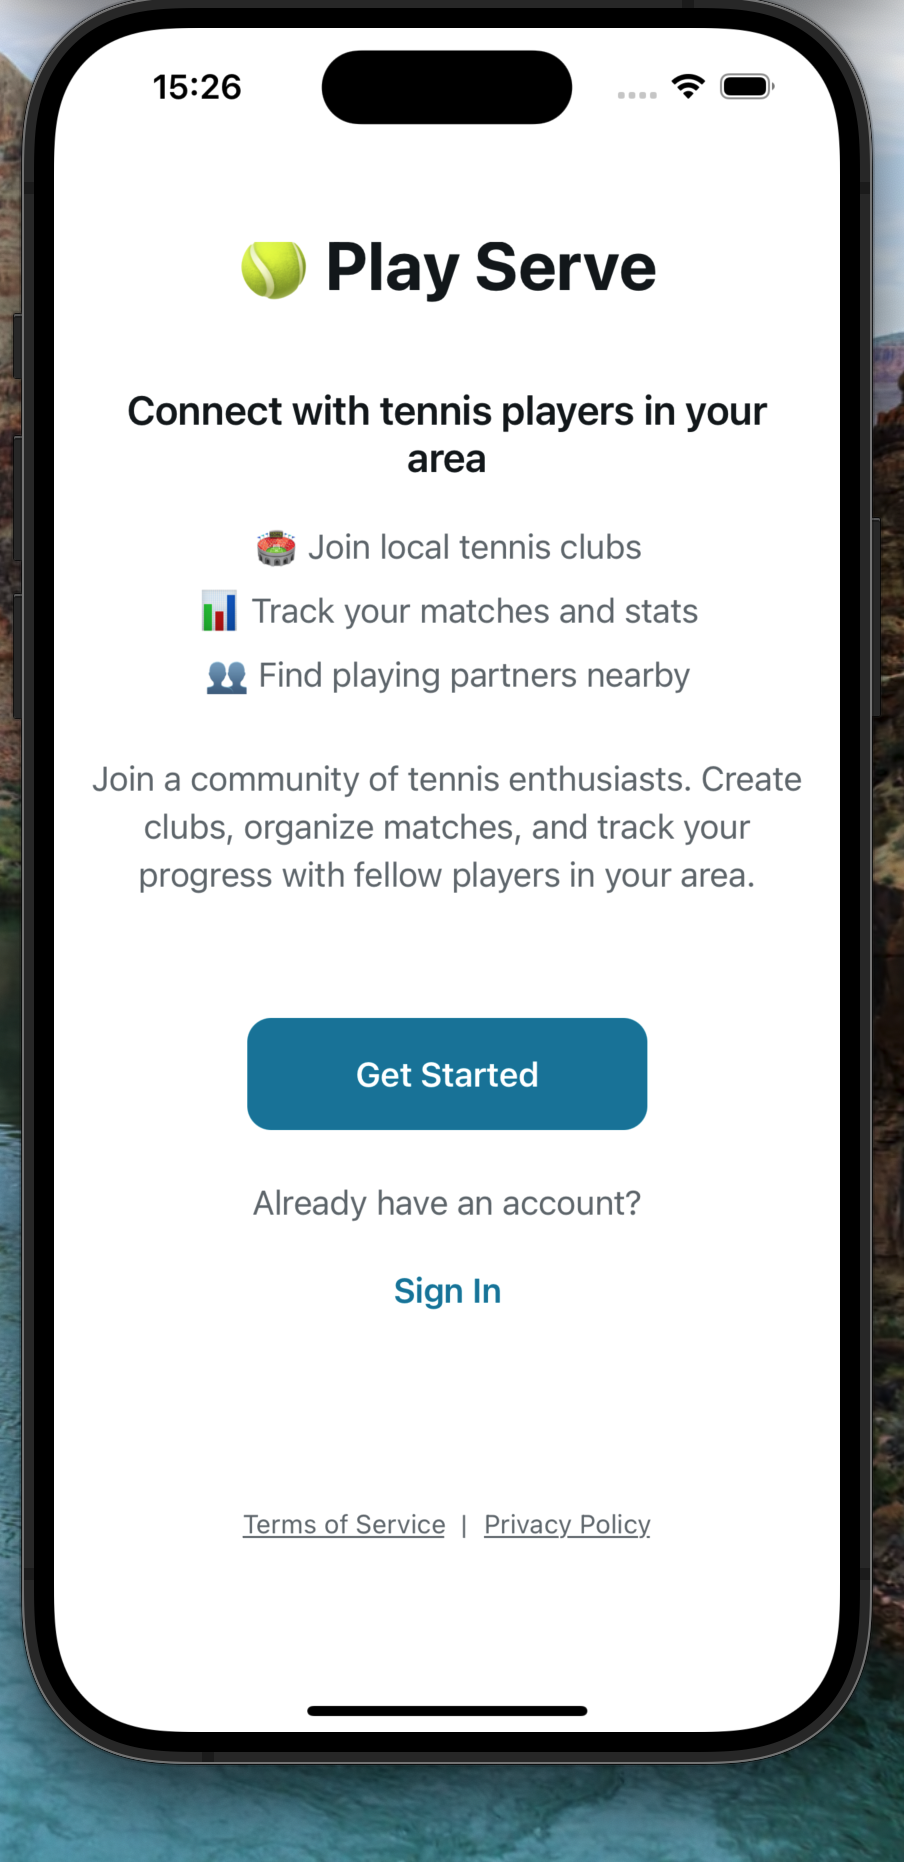 15:26
Play Serve
Connect with tennis players in your
area
Join local tennis clubs
Track your matches and stats
Find playing partners nearby
Join a community of tennis enthusiasts. Create
clubs, organize matches, and track your
progress with fellow players in your area.
Get Started
Already have an account?
Sign In
Terms of Service | Privacy Policy